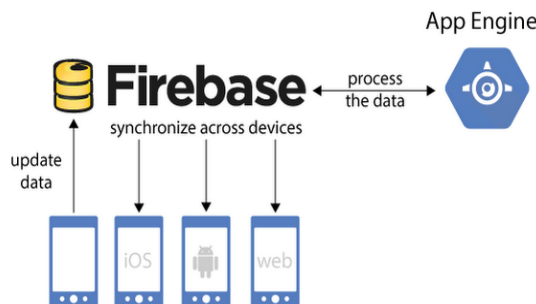 App Engine
Firebase
process
the data
synchronize across devices
update
data
iOS
web